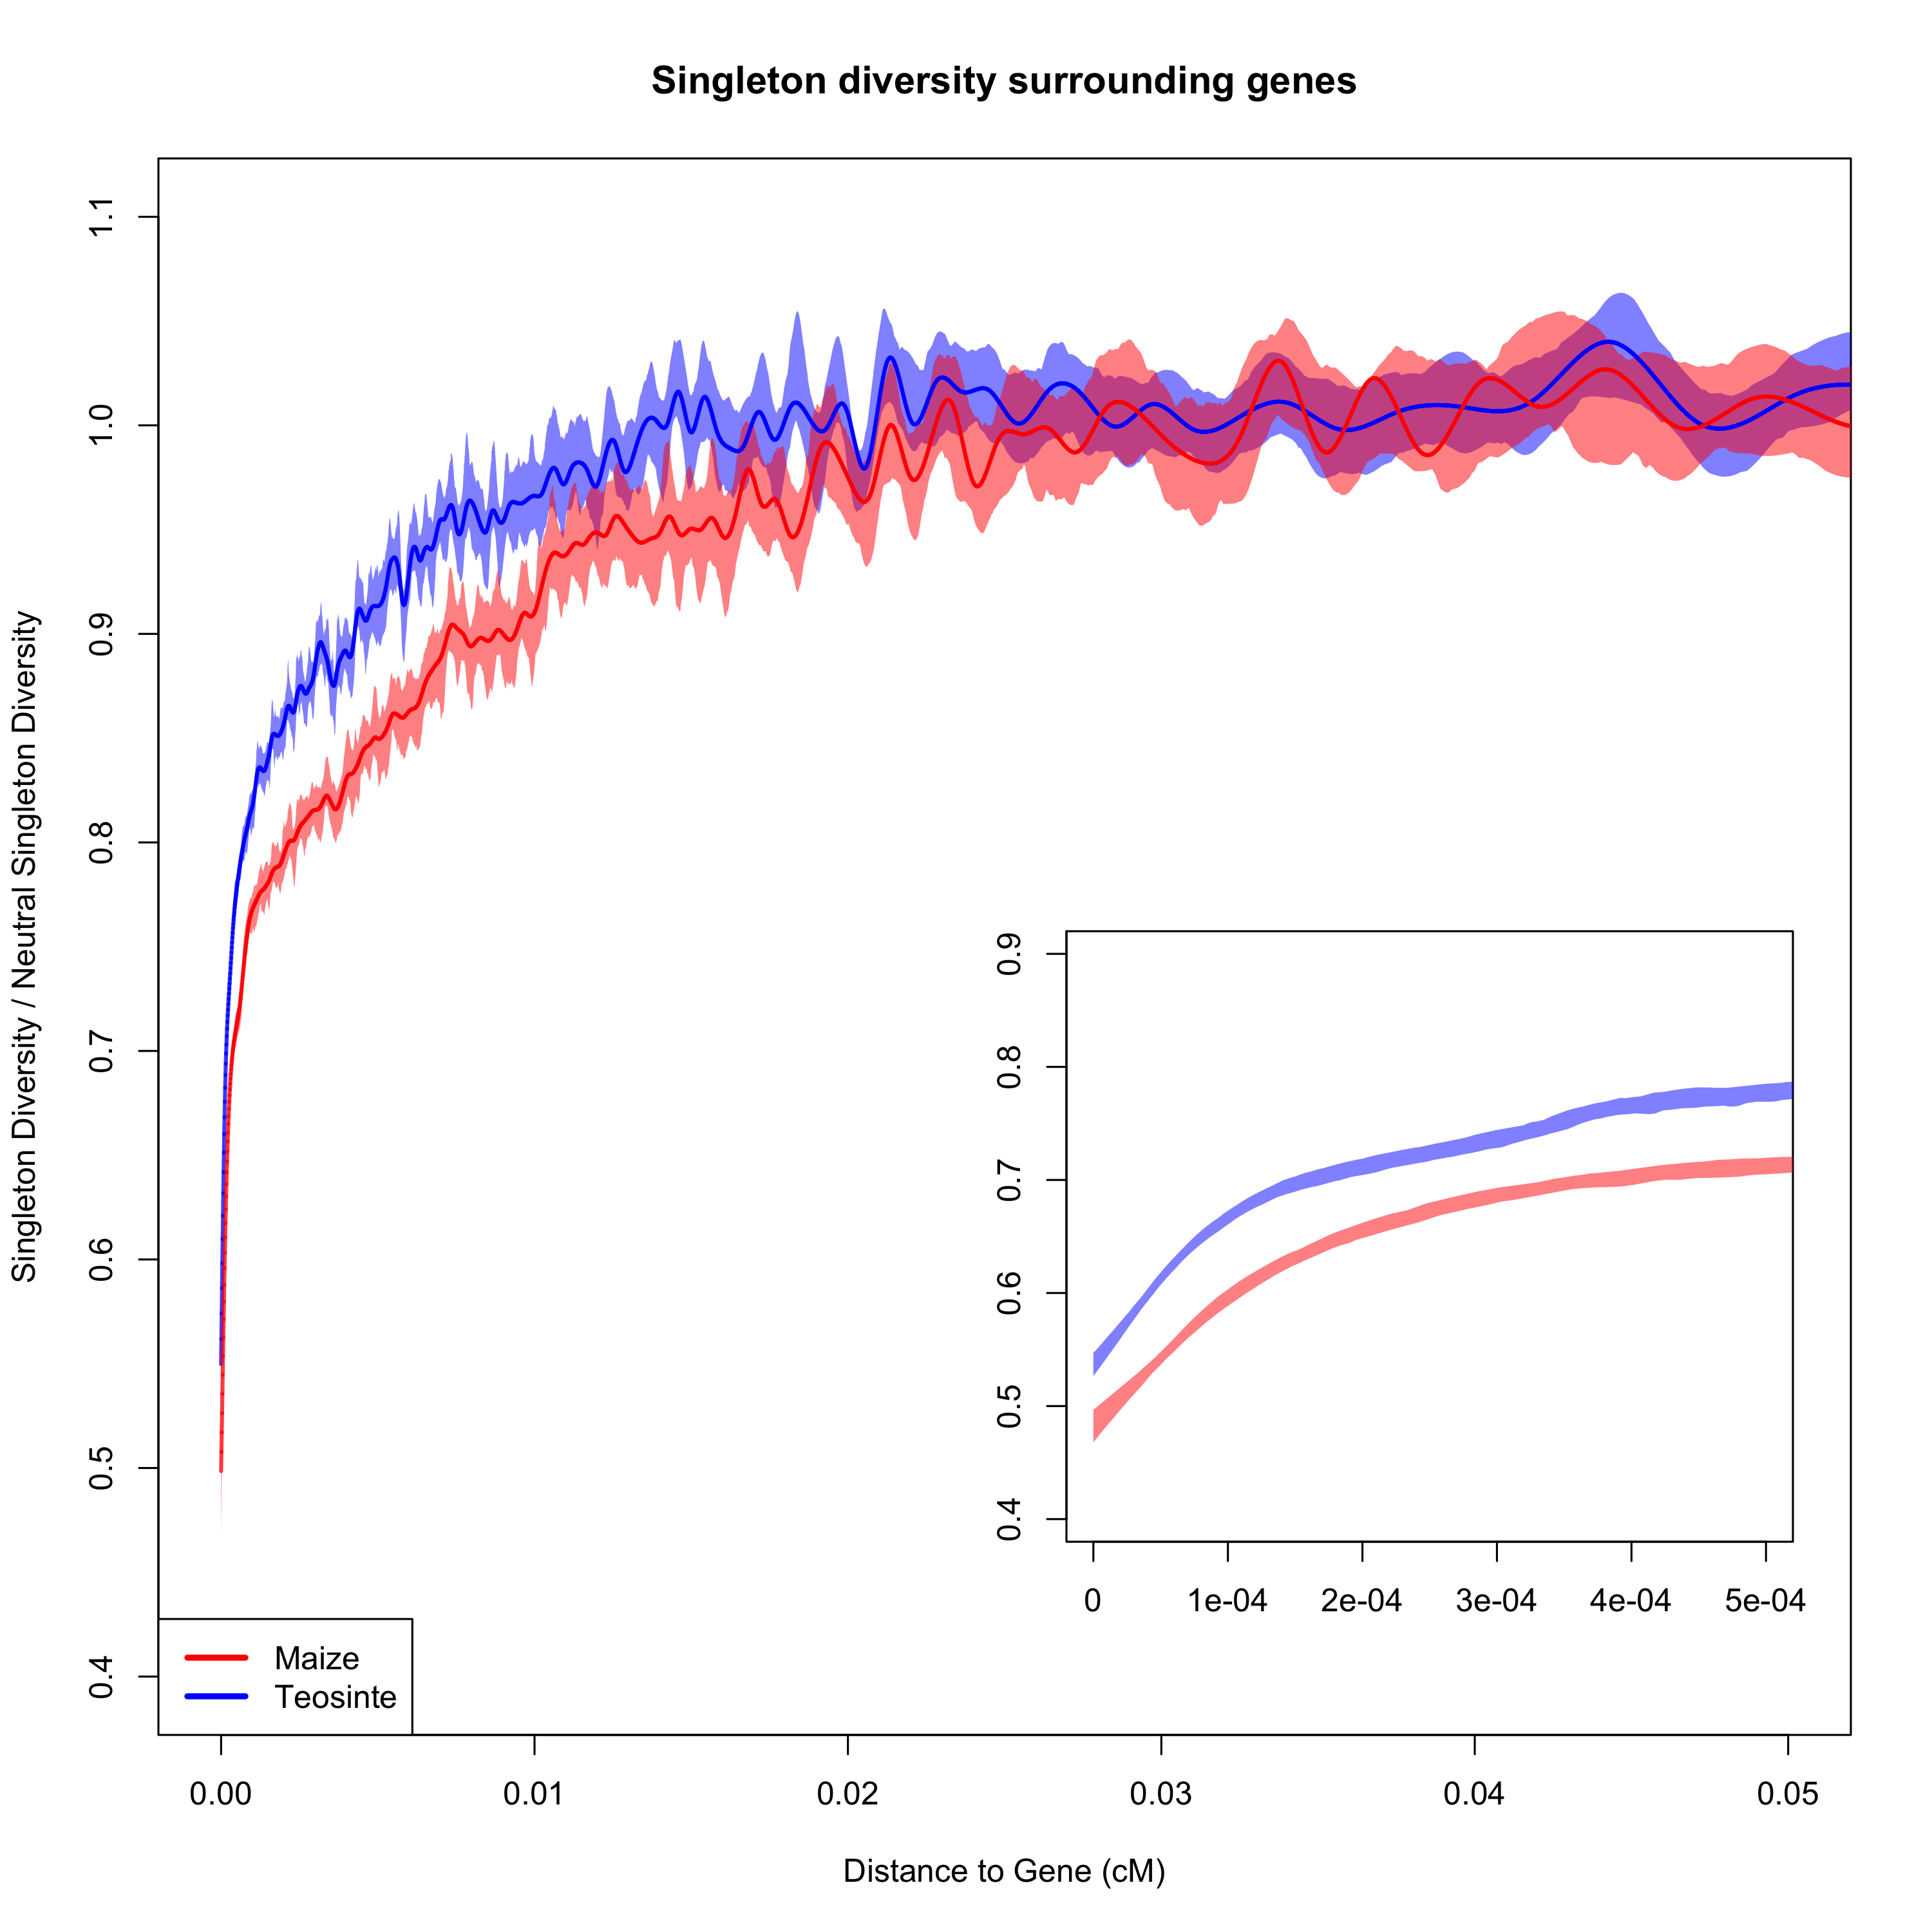 Singleton diversity surrounding genes
Singleton Diversity / Neutral Singleton Diversity
1.1
1.0
0.9
0.8
0.7
0.6
0.5
0.4
0.9
0.8
0.7
0.6
0.5
0.4
0 1e-04 2e-04 3e-04 4e-04 5e-04
Maize
Teosinte
0.00 0.01 0.02 0.03 0.04 0.05
Distance to Gene (cM)